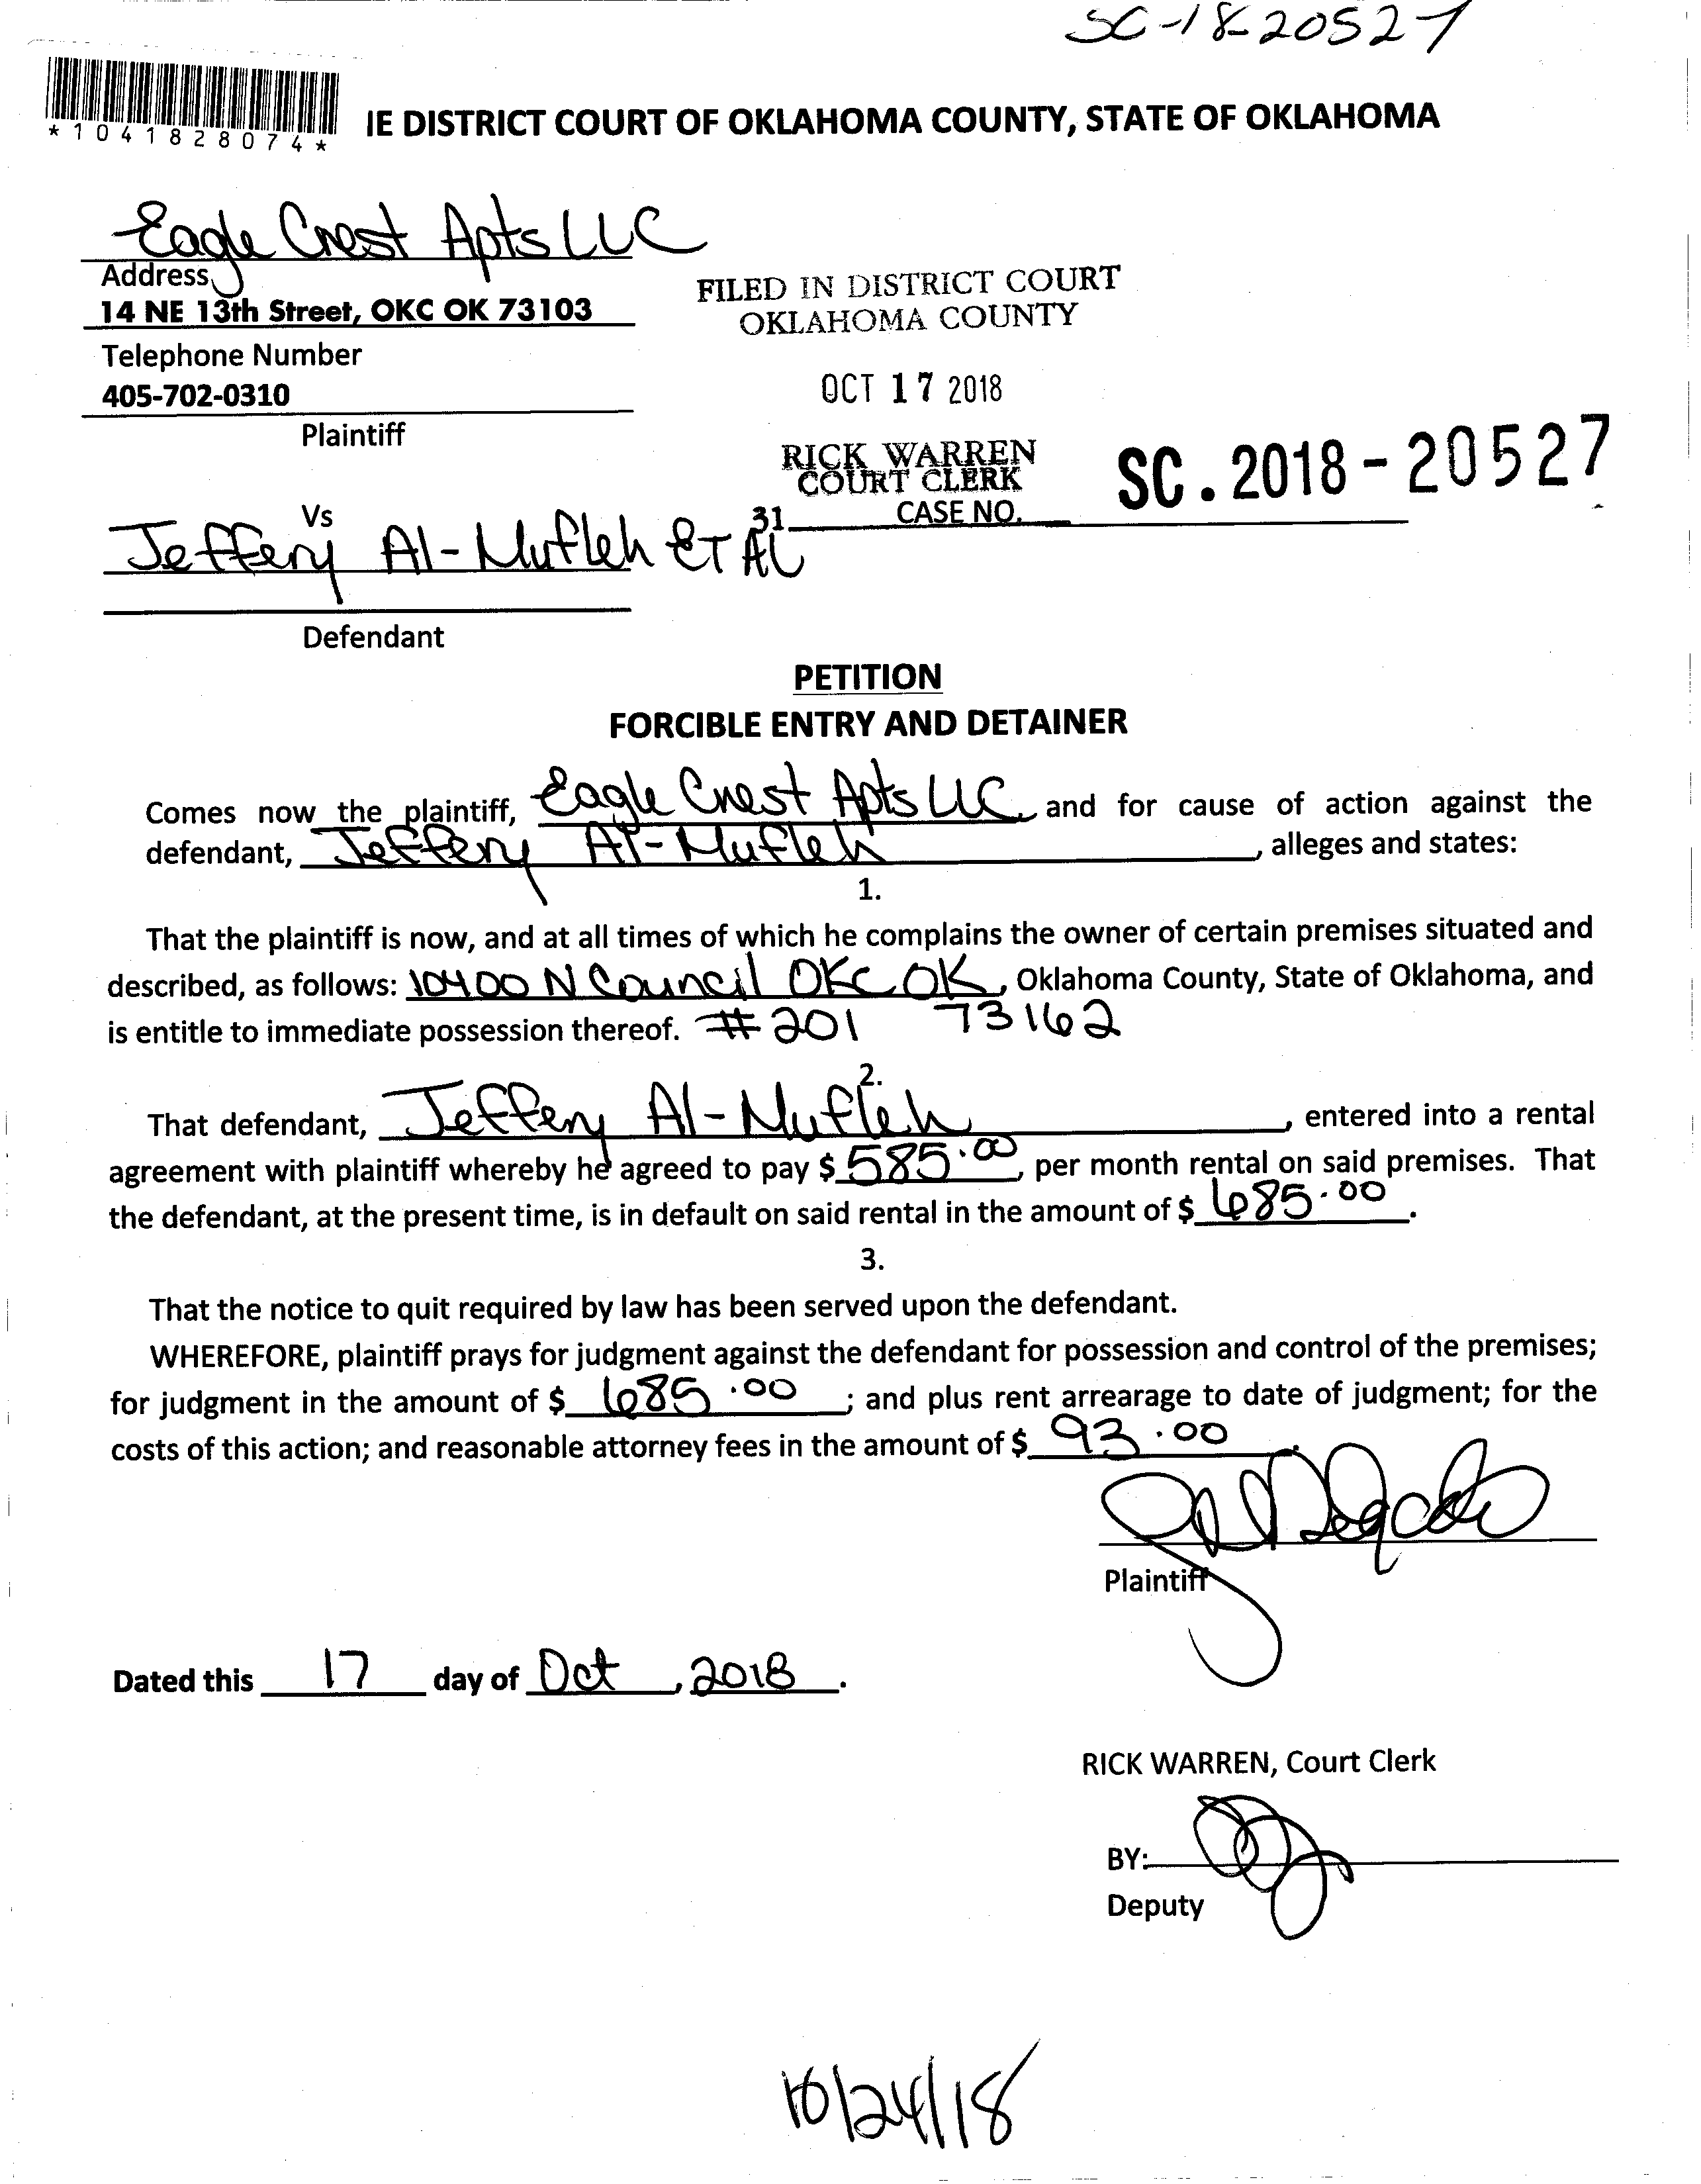 SC-18-20527
*1041828074*
IE DISTRICT COURT OF OKLAHOMA COUNTY, STATE OF OKLAHOMA
Eagle Crest Apts LLC
Address
14 NE 13th Street, OKC OK 73103
Telephone Number
405-702-0310
Plaintiff
FILED IN DISTRICT COURT
OKLAHOMA COUNTY
OCT 17 2018
RICK WARREN
COURT CLERK
31
CASE NO.
SC.2018-20527
Vs
Jeffery Al-Mufleh ET AL
Defendant
PETITION
FORCIBLE ENTRY AND DETAINER
Comes now the plaintiff, Eagle Crest Apts LLC, and for cause of action against the
defendant, Jeffery Al-Mufleh, alleges and states:
1.
That the plaintiff is now, and at all times of which he complains the owner of certain premises situated and
described, as follows: 10400 N Council OKC OK, Oklahoma County, State of Oklahoma, and
is entitle to immediate possession thereof. #201 73162
2.
That defendant, Jeffery Al-Mufleh, entered into a rental
agreement with plaintiff whereby he agreed to pay $ 585.00, per month rental on said premises. That
the defendant, at the present time, is in default on said rental in the amount of $ 685.00.
3.
That the notice to quit required by law has been served upon the defendant.
WHEREFORE, plaintiff prays for judgment against the defendant for possession and control of the premises;
for judgment in the amount of $ 685.00; and plus rent arrearage to date of judgment; for the
costs of this action; and reasonable attorney fees in the amount of $ 93.00.
Plaintiff
Dated this 17 day of Oct, 2018.
RICK WARREN, Court Clerk
BY:
Deputy
10/24/18